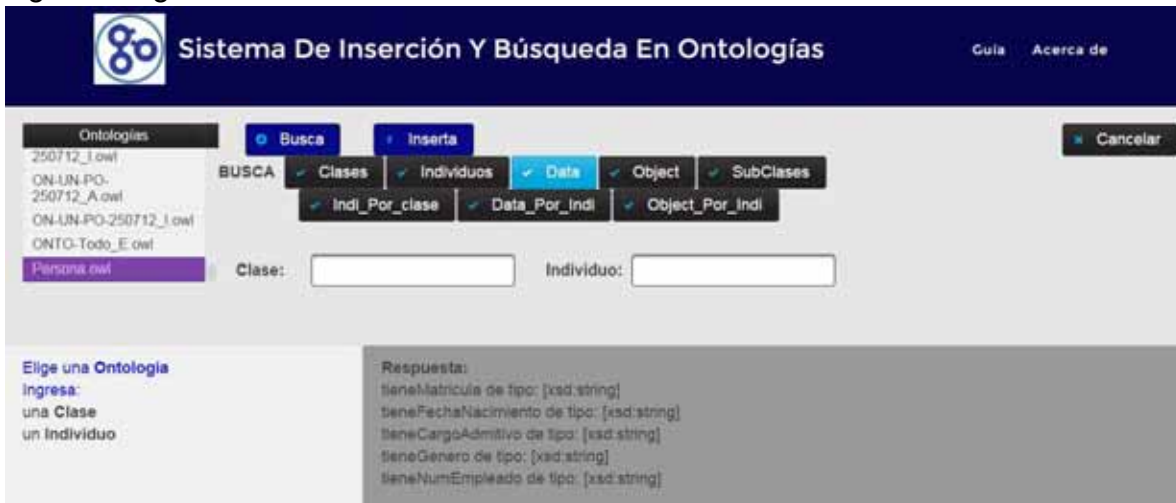 go
Sistema De Inserción Y Búsqueda En Ontologías
Guía Acerca de
Ontologías
250712_I.owl
ON-UN-PO-
250712_A.owl
ON-UN-PO-250712_I.owl
ONTO-Todo_E.owl
Persona.owl
Busca Inserta
Cancelar
BUSCA Clases Individuos Data Object SubClases
Indi_Por_clase Data_Por_Indi Object_Por_Indi
Clase: Individuo:
Elige una Ontologia
Ingresa:
una Clase
un Individuo
Respuesta:
tieneMatricula de tipo: [xsd:string]
tieneFechaNacimiento de tipo: [xsd:string]
tieneCargoAdmitivo de tipo: [xsd:string]
tieneGenero de tipo: [xsd:string]
tieneNumEmpleado de tipo: [xsd:string]